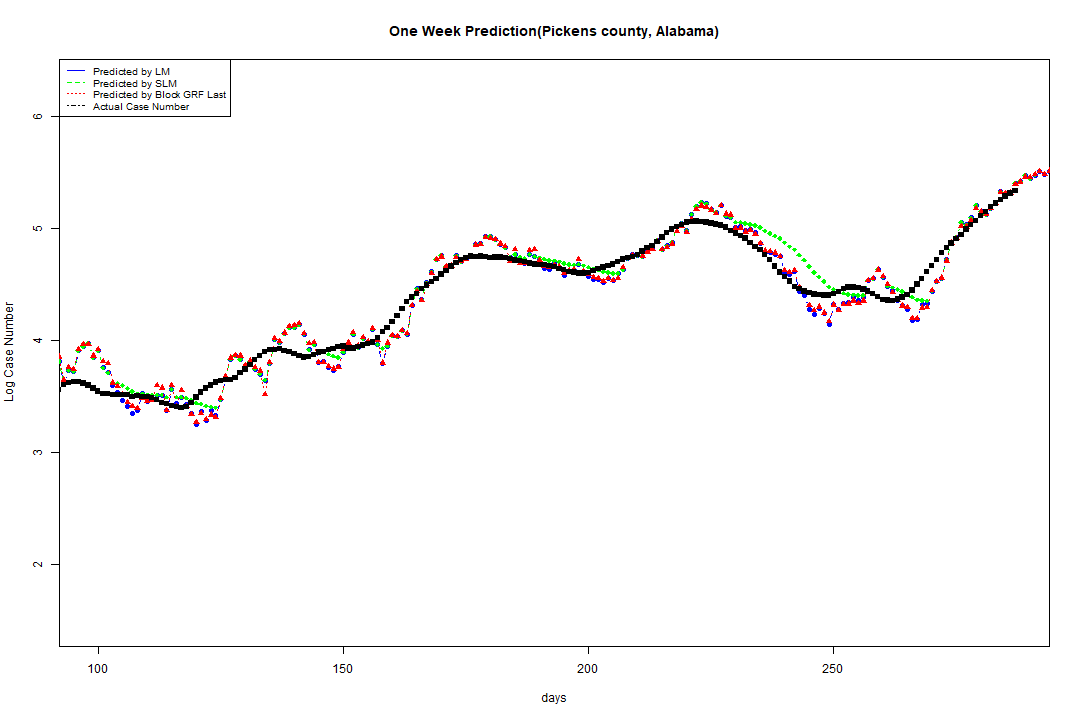 One Week Prediction(Pickens county, Alabama)
Predicted by LM
Predicted by SLM
Predicted by Block GRF Last
Actual Case Number
6
5
4
3
2
Log Case Number
100 150 200 250
days